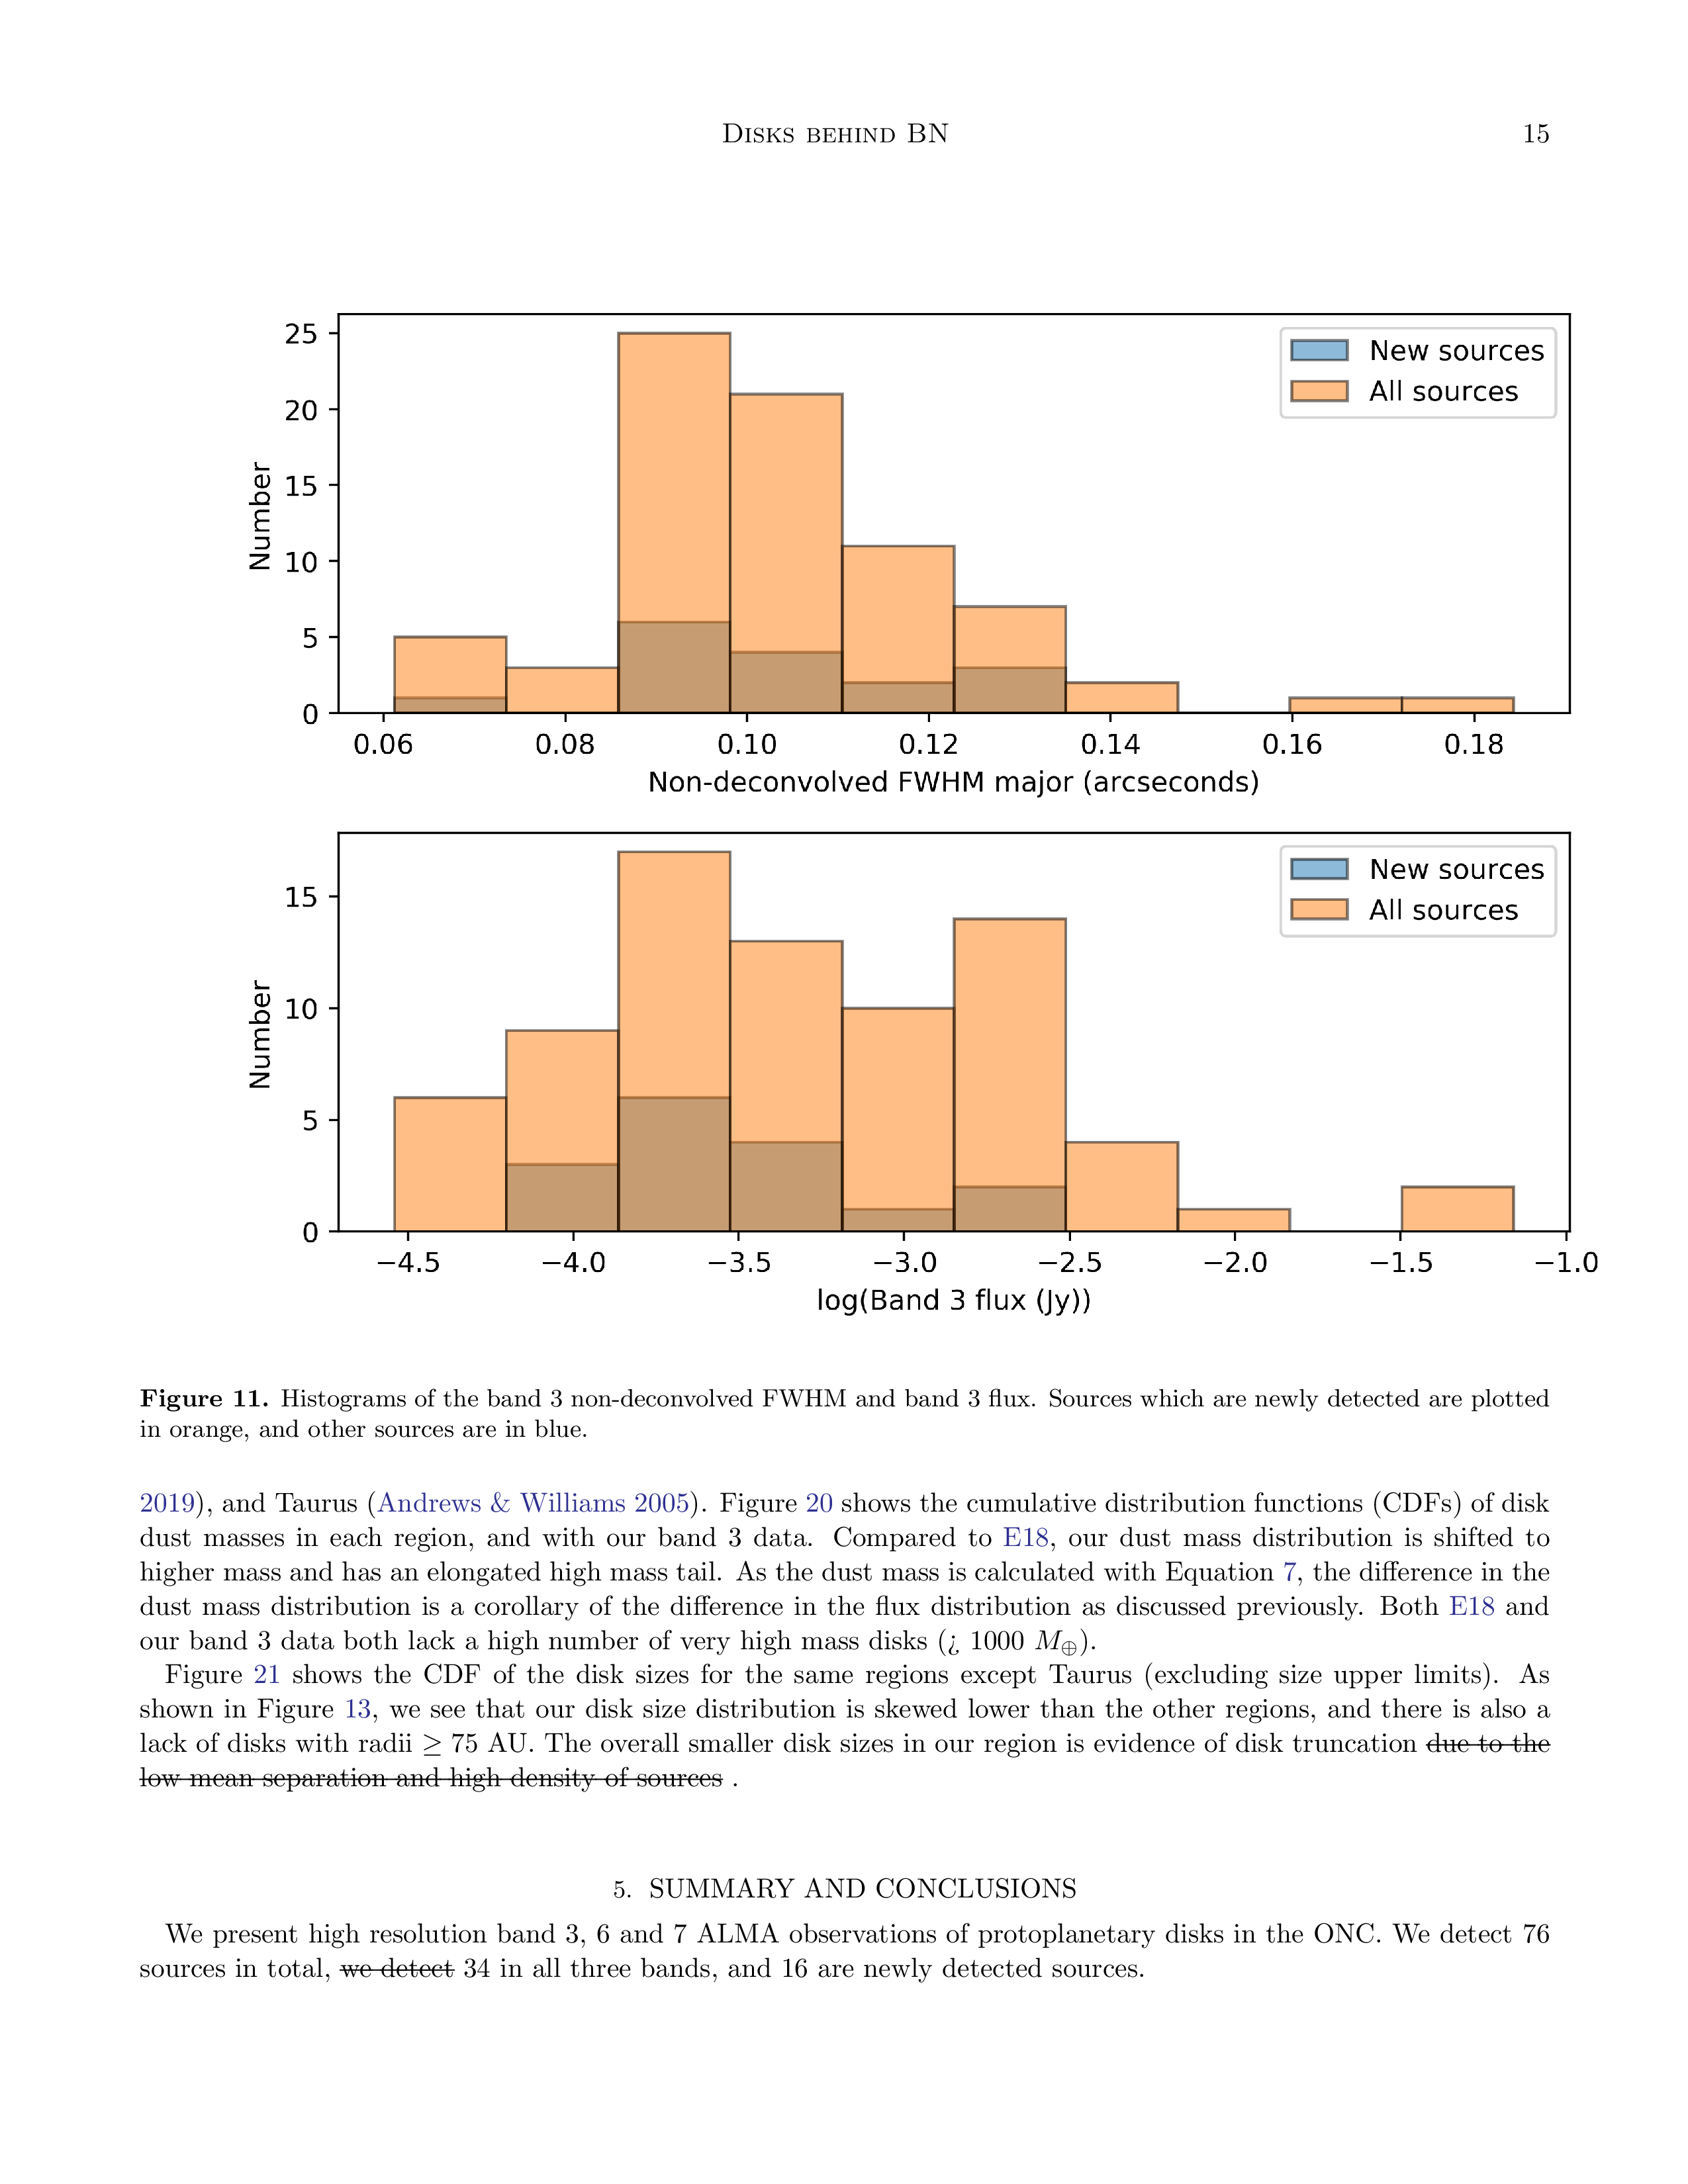 DISKS BEHIND BN 15
25
20
15
10
5
0
Number
New sources
All sources
0.06 0.08 0.10 0.12 0.14 0.16 0.18
Non-deconvolved FWHM major (arcseconds)
15
10
5
0
Number
New sources
All sources
−4.5 −4.0 −3.5 −3.0 −2.5 −2.0 −1.5 −1.0
log(Band 3 flux (Jy))
Figure 11. Histograms of the band 3 non-deconvolved FWHM and band 3 flux. Sources which are newly detected are plotted
in orange, and other sources are in blue.
2019), and Taurus (Andrews & Williams 2005). Figure 20 shows the cumulative distribution functions (CDFs) of disk
dust masses in each region, and with our band 3 data. Compared to E18, our dust mass distribution is shifted to
higher mass and has an elongated high mass tail. As the dust mass is calculated with Equation 7, the difference in the
dust mass distribution is a corollary of the difference in the flux distribution as discussed previously. Both E18 and
our band 3 data both lack a high number of very high mass disks (¿ 1000 M⊕).
Figure 21 shows the CDF of the disk sizes for the same regions except Taurus (excluding size upper limits). As
shown in Figure 13, we see that our disk size distribution is skewed lower than the other regions, and there is also a
lack of disks with radii ≥ 75 AU. The overall smaller disk sizes in our region is evidence of disk truncation due to the
low mean separation and high density of sources .
5. SUMMARY AND CONCLUSIONS
We present high resolution band 3, 6 and 7 ALMA observations of protoplanetary disks in the ONC. We detect 76
sources in total, we detect 34 in all three bands, and 16 are newly detected sources.